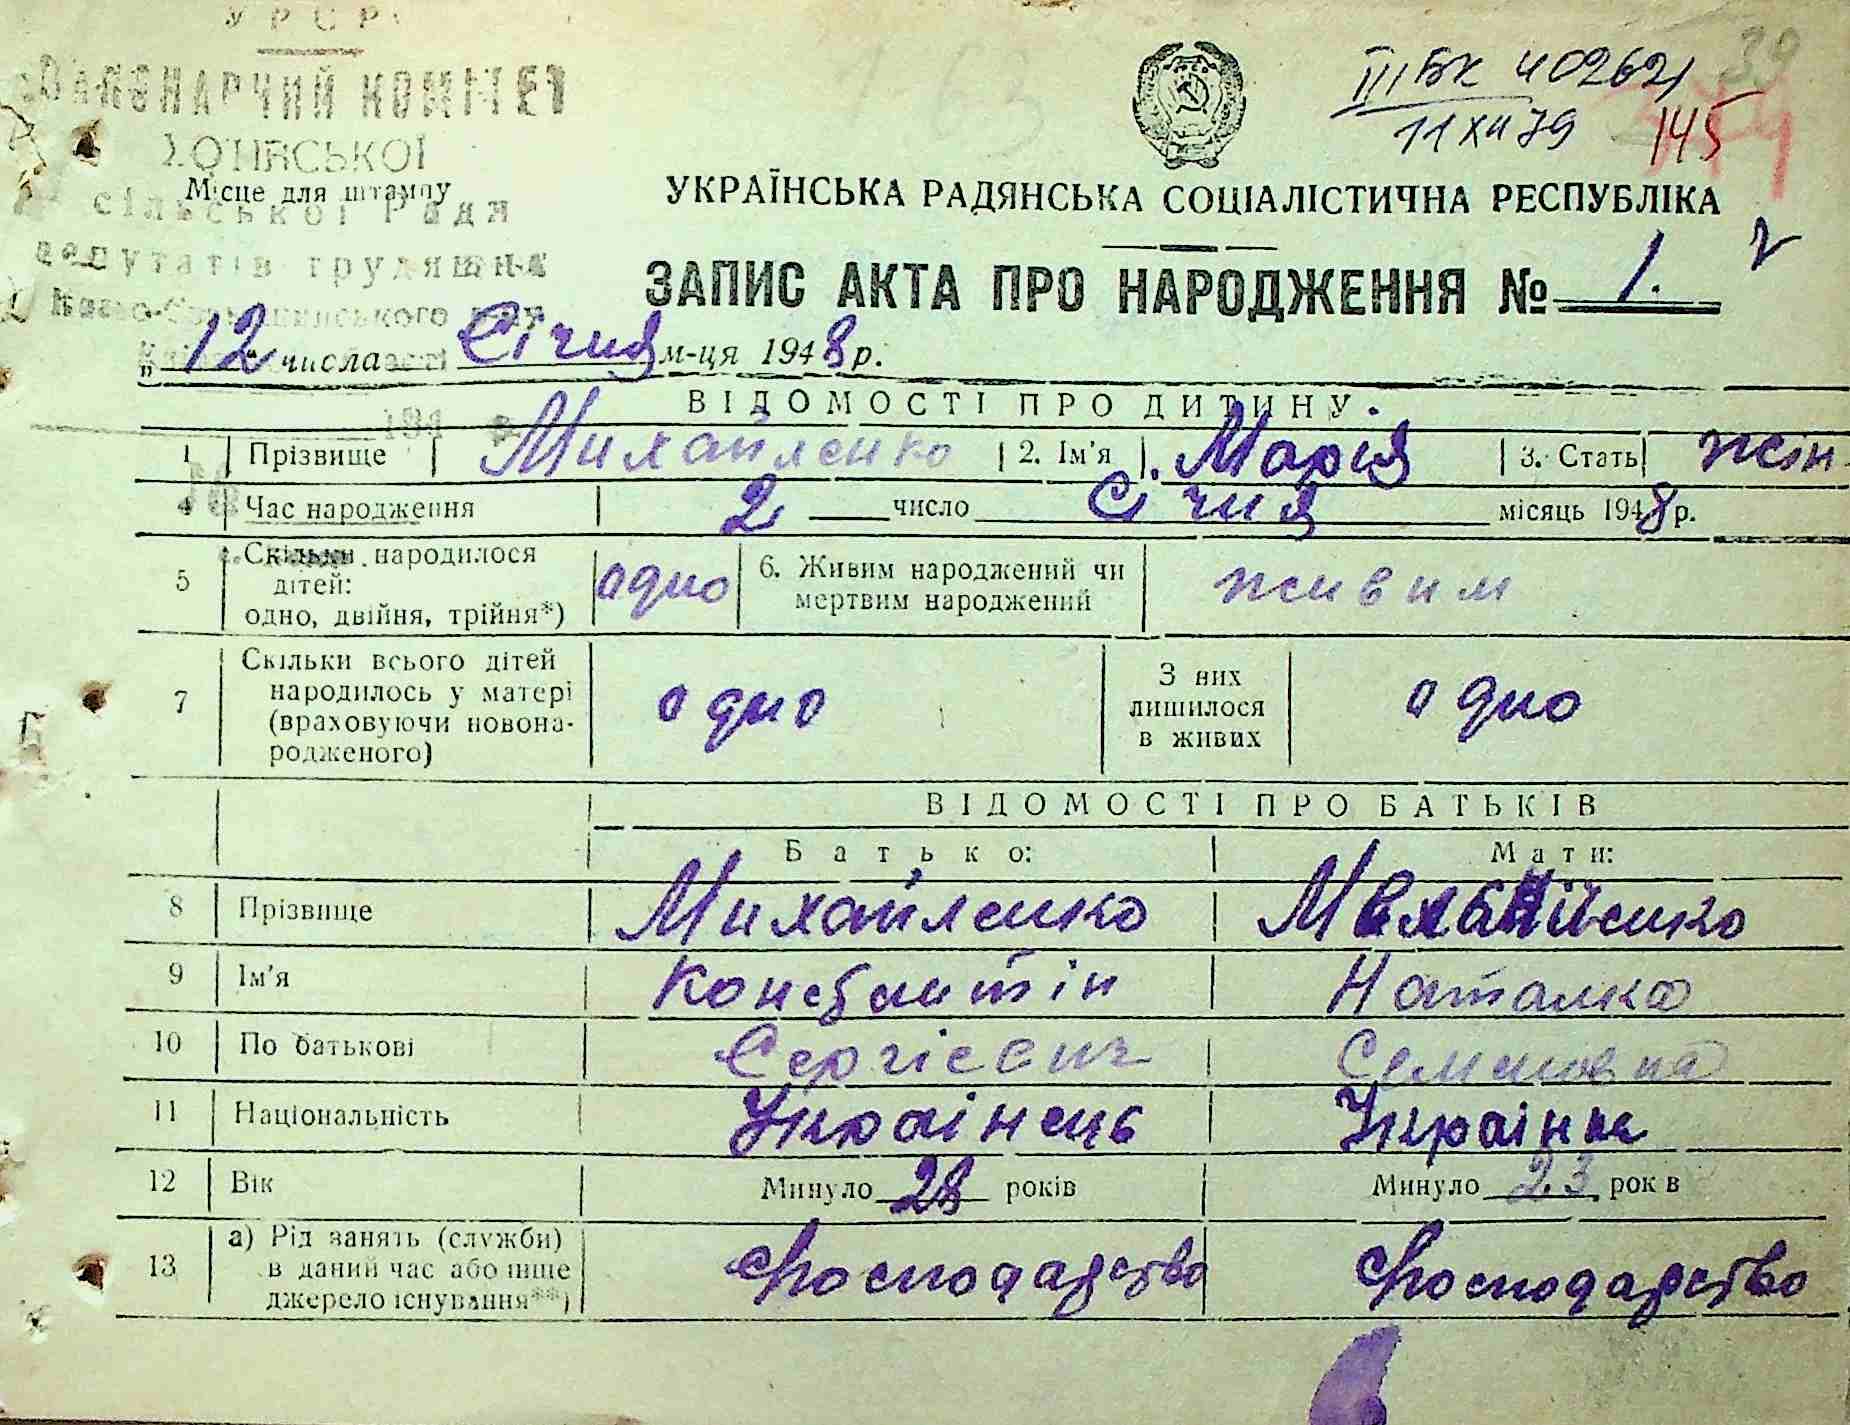 УРСР
ВИКОНАВЧИЙ КОМІТЕТ
сільської Ради
депутатів трудящих
Місце для штампу
III БК 402621
11 XII 79
145
39
УКРАЇНСЬКА РАДЯНСЬКА СОЦІАЛІСТИЧНА РЕСПУБЛІКА
ЗАПИС АКТА ПРО НАРОДЖЕННЯ № 1.
„12" числа Січня м-ця 1948 р.
ВІДОМОСТІ ПРО ДИТИНУ.
1 Прізвище Михайленко 2. Ім'я Марія 3. Стать жін
4 Час народження 2 число Січня місяць 1948 р.
5 Скільки народилося дітей: одно, двійня, трійня*) одно 6. Живим народжений чи мертвим народжений живим
7 Скільки всього дітей народилось у матері (враховуючи новонародженого) одно З них лишилося в живих одно
ВІДОМОСТІ ПРО БАТЬКІВ
Батько: Мати:
8 Прізвище Михайленко
9 Ім'я Константін Наталка
10 По батькові Сергієвич Семеновна
11 Національність Українець Українка
12 Вік Минуло 28 років Минуло 23 років
13 а) Рід занять (служби) в даний час або інше джерело існування**) Господарство Господарство